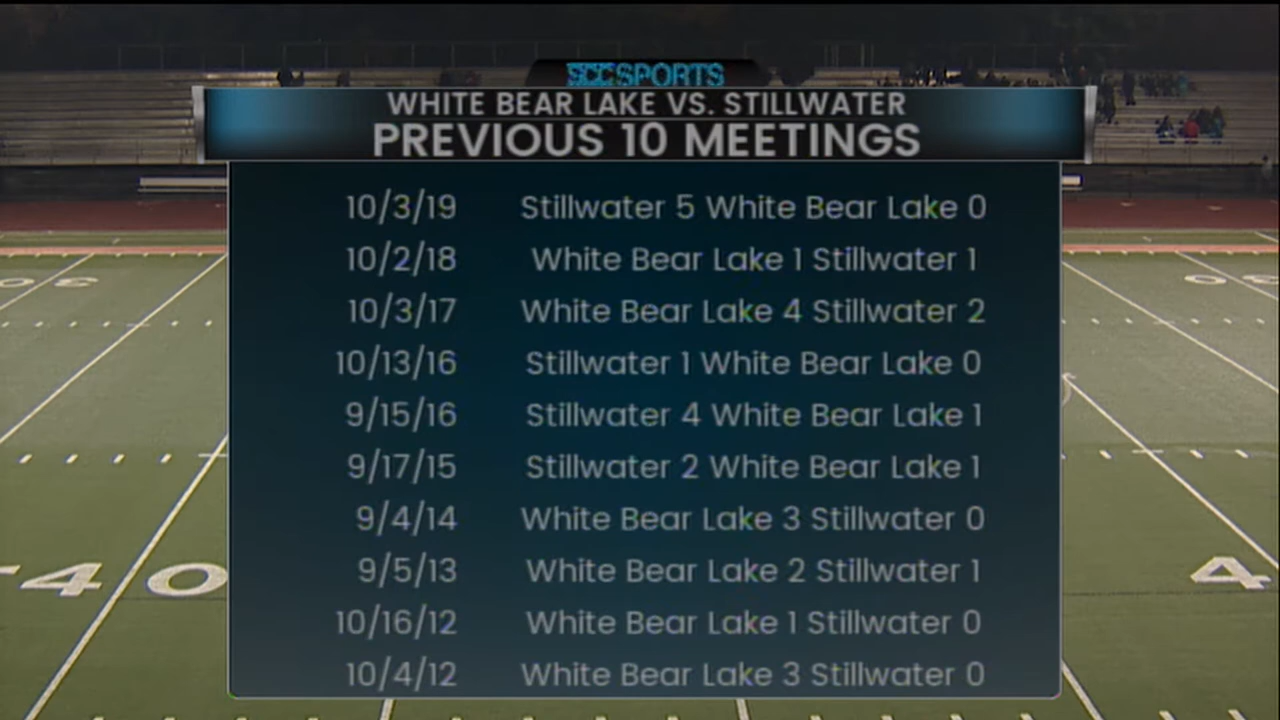 SCC SPORTS
WHITE BEAR LAKE VS. STILLWATER
PREVIOUS 10 MEETINGS
10/3/19 Stillwater 5 White Bear Lake 0
10/2/18 White Bear Lake 1 Stillwater 1
10/3/17 White Bear Lake 4 Stillwater 2
10/13/16 Stillwater 1 White Bear Lake 0
9/15/16 Stillwater 4 White Bear Lake 1
9/17/15 Stillwater 2 White Bear Lake 1
9/4/14 White Bear Lake 3 Stillwater 0
9/5/13 White Bear Lake 2 Stillwater 1
10/16/12 White Bear Lake 1 Stillwater 0
10/4/12 White Bear Lake 3 Stillwater 0
40
4